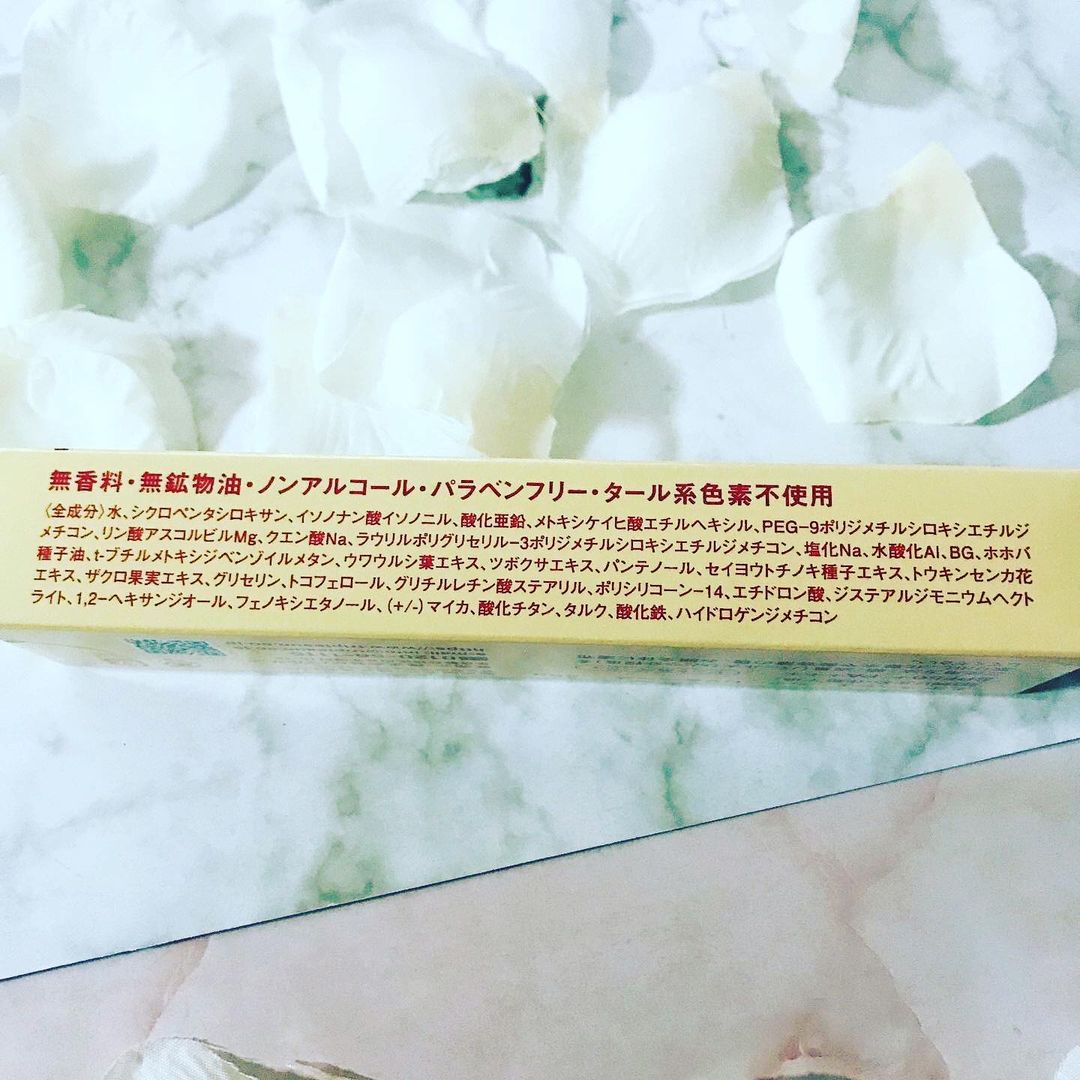 無香料・無鉱物油・ノンアルコール・パラベンフリー・タール系色素不使用
〈全成分〉水、シクロペンタシロキサン、イソノナン酸イソノニル、酸化亜鉛、メトキシケイヒ酸エチルヘキシル、PEG-9ポリジメチルシロキシエチルジ
メチコン、リン酸アスコルビルMg、クエン酸Na、ラウリルポリグリセリル-3ポリジメチルシロキシエチルジメチコン、塩化Na、水酸化Al、BG、ホホバ
種子油、t-ブチルメトキシジベンゾイルメタン、ウワウルシ葉エキス、ツボクサエキス、パンテノール、セイヨウトチノキ種子エキス、トウキンセンカ花
エキス、ザクロ果実エキス、グリセリン、トコフェロール、グリチルレチン酸ステアリル、ポリシリコーン-14、エチドロン酸、ジステアルジモニウムヘクト
ライト、1,2-ヘキサンジオール、フェノキシエタノール、(+/-)マイカ、酸化チタン、タルク、酸化鉄、ハイドロゲンジメチコン